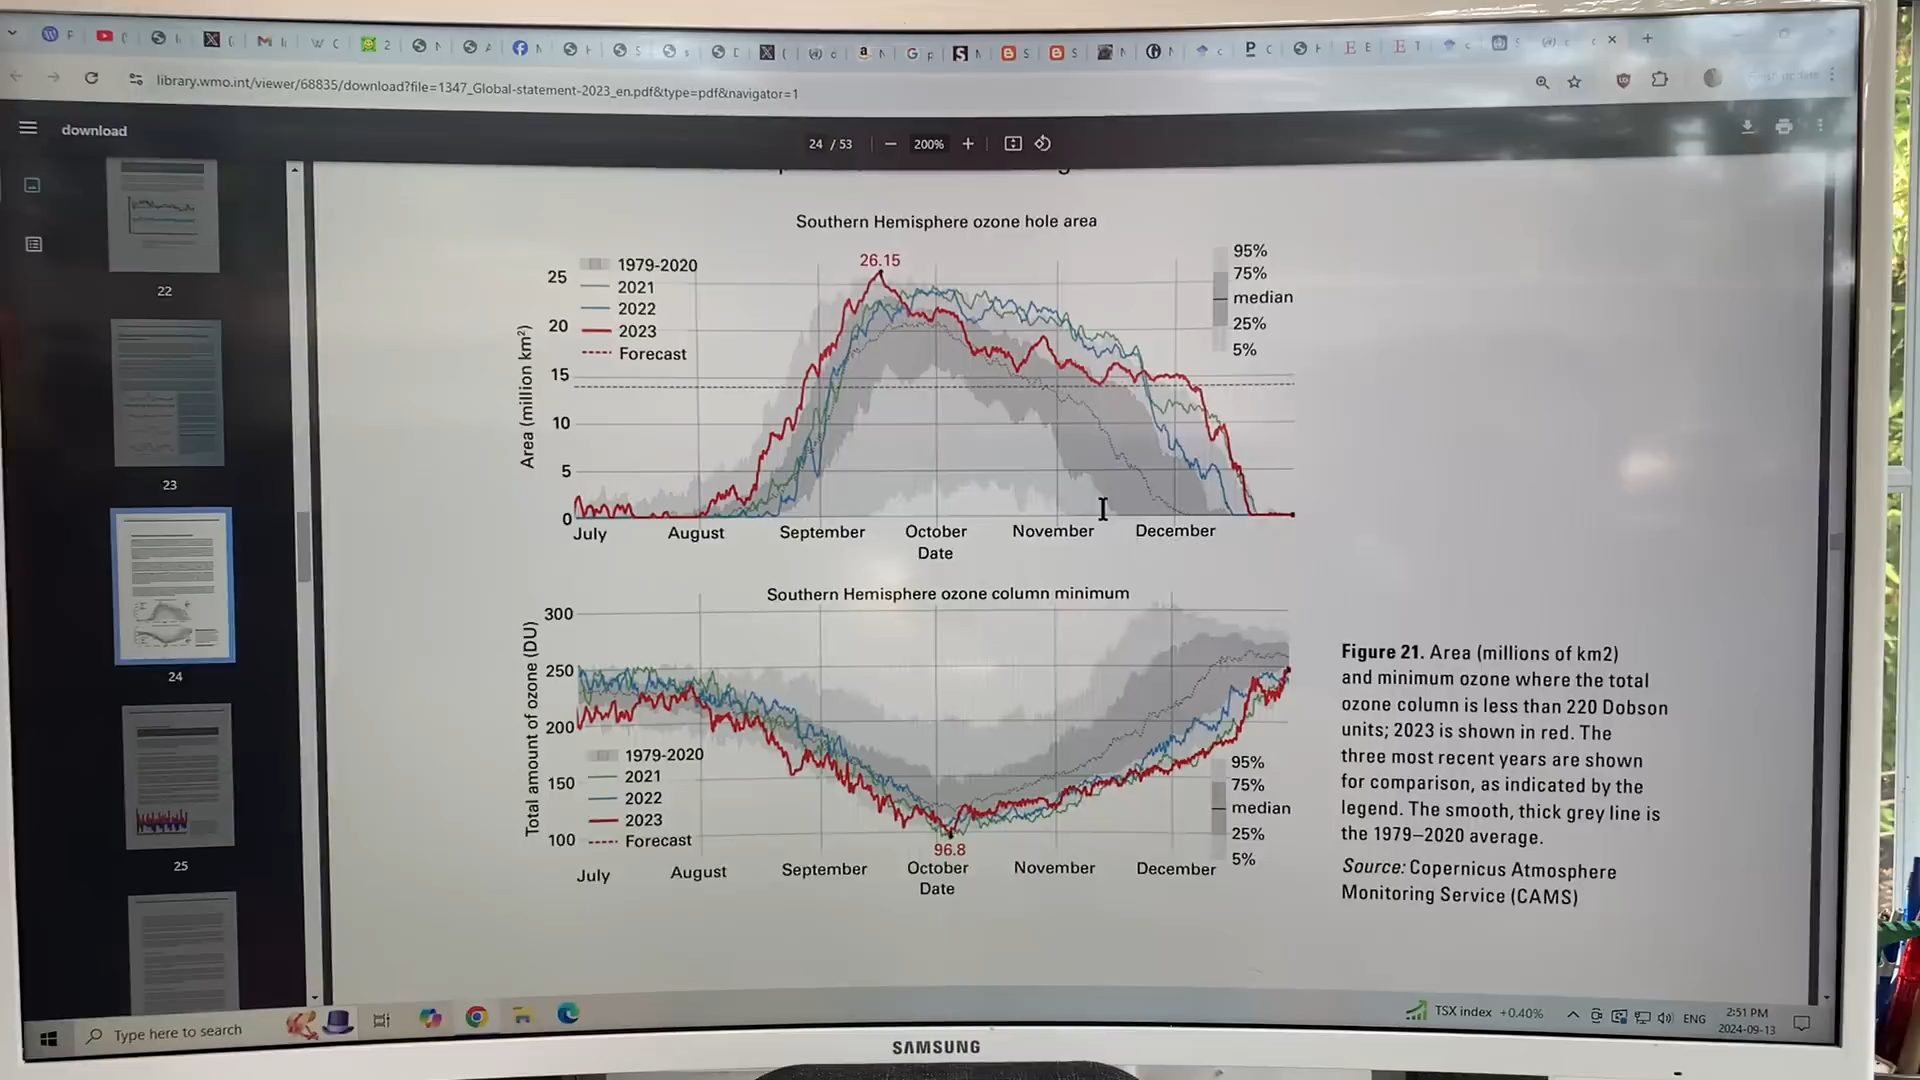 library.wmo.int/viewer/68835/download?file=1347_Global-statement-2023_en.pdf&type=pdf&navigator=1
download
24 / 53
200%
22
23
24
25
Southern Hemisphere ozone hole area
26.15
1979-2020
2021
2022
2023
Forecast
95%
75%
median
25%
5%
Area (million km²)
25
20
15
10
5
0
July
August
September
October
November
December
Date
Southern Hemisphere ozone column minimum
Total amount of ozone (DU)
300
250
200
150
100
1979-2020
2021
2022
2023
Forecast
95%
75%
median
25%
5%
96.8
July
August
September
October
November
December
Date
Figure 21. Area (millions of km2)
and minimum ozone where the total
ozone column is less than 220 Dobson
units; 2023 is shown in red. The
three most recent years are shown
for comparison, as indicated by the
legend. The smooth, thick grey line is
the 1979–2020 average.
Source: Copernicus Atmosphere
Monitoring Service (CAMS)
Type here to search
TSX index +0.40%
ENG
2:51 PM
2024-09-13
SAMSUNG